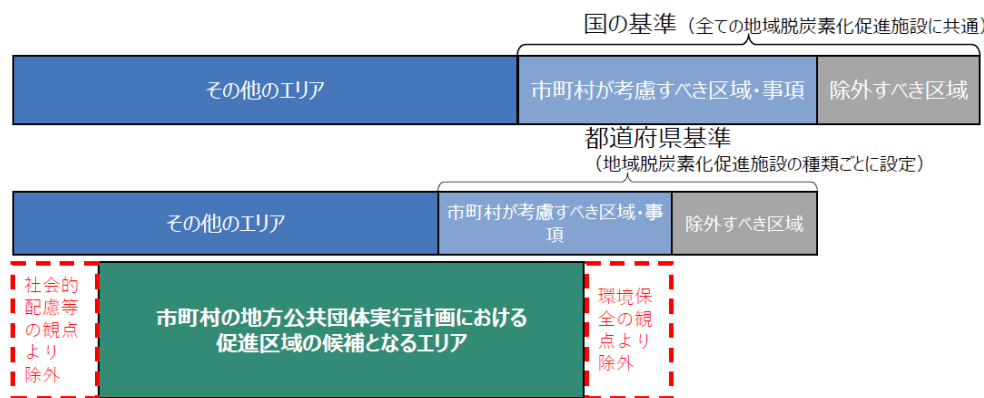 国の基準（全ての地域脱炭素化促進施設に共通）
その他のエリア
市町村が考慮すべき区域・事項
除外すべき区域
都道府県基準
（地域脱炭素化促進施設の種類ごとに設定）
その他のエリア
市町村が考慮すべき区域・事
項
除外すべき区域
社会的
配慮等
の観点
より
除外
市町村の地方公共団体実行計画における
促進区域の候補となるエリア
環境保
全の観
点より
除外